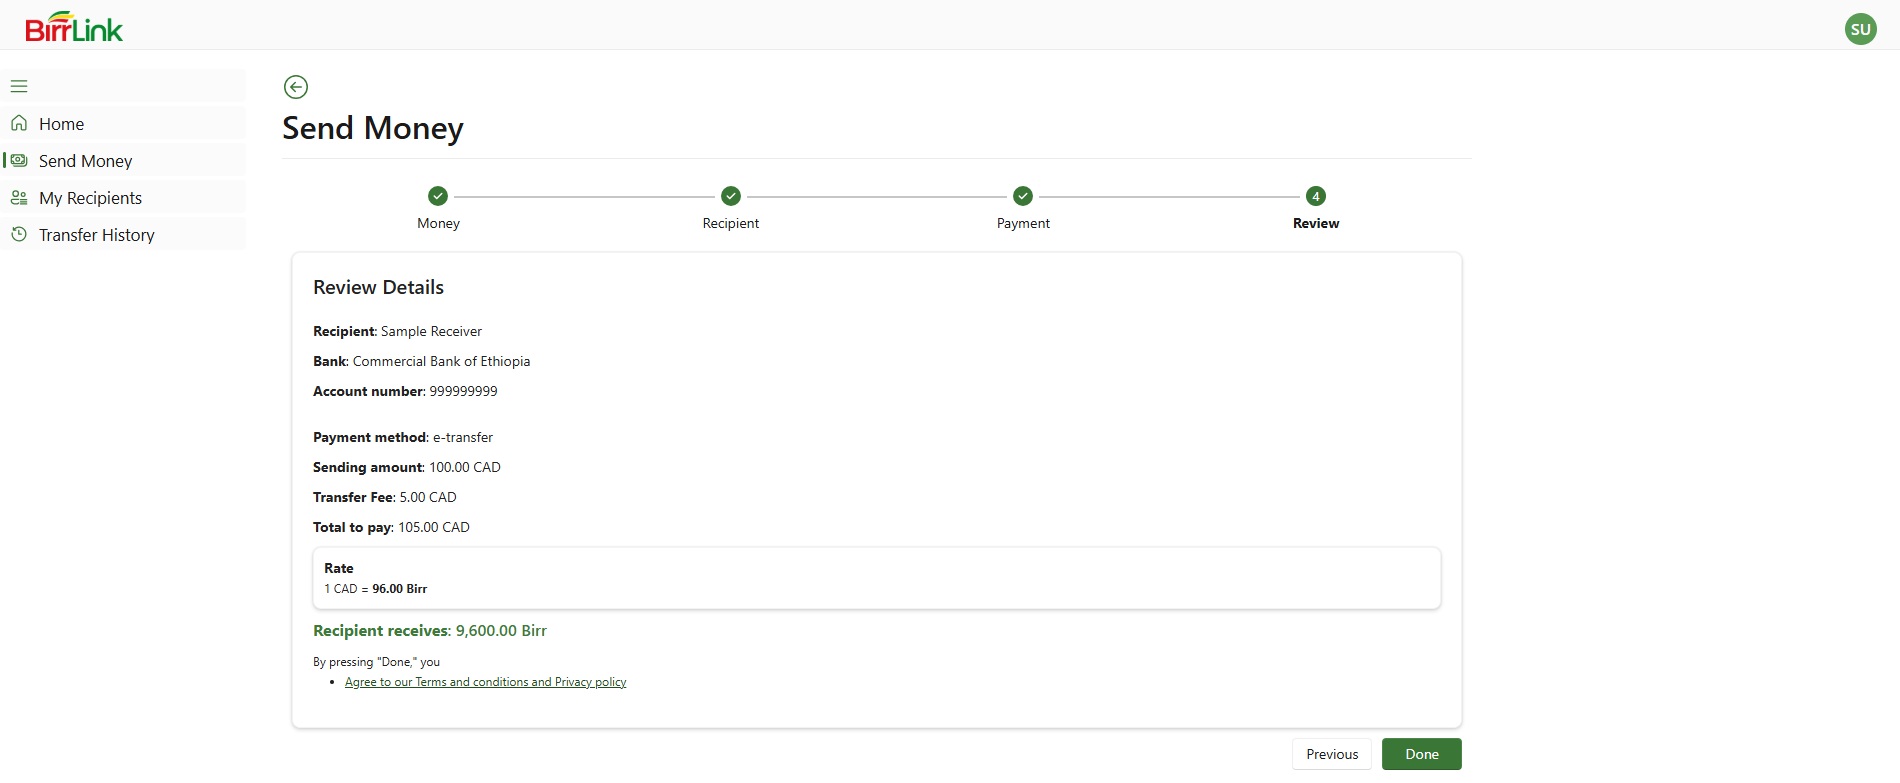 BirrLink
SU
Home
Send Money
My Recipients
Transfer History
Send Money
Money
Recipient
Payment
4
Review
Review Details
Recipient: Sample Receiver
Bank: Commercial Bank of Ethiopia
Account number: 999999999
Payment method: e-transfer
Sending amount: 100.00 CAD
Transfer Fee: 5.00 CAD
Total to pay: 105.00 CAD
Rate
1 CAD = 96.00 Birr
Recipient receives: 9,600.00 Birr
By pressing "Done," you
• Agree to our Terms and conditions and Privacy policy
Previous
Done